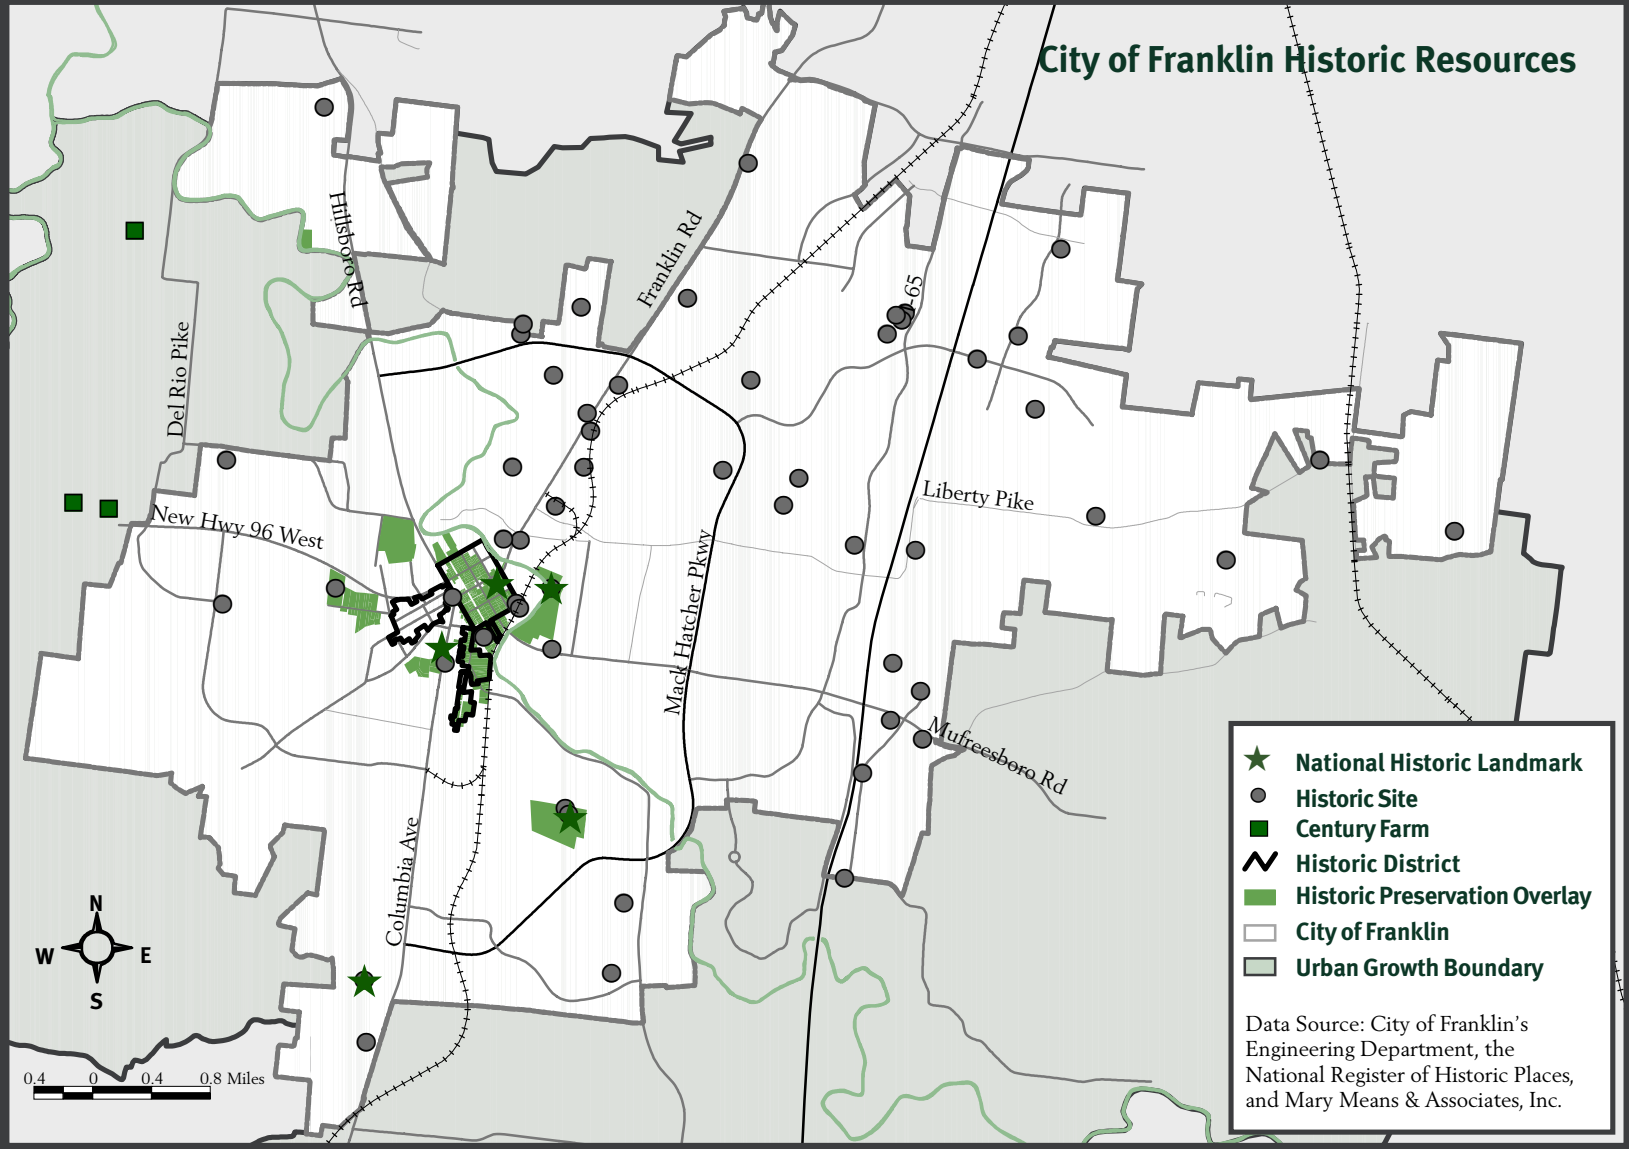 City of Franklin Historic Resources
Hillsboro Rd
Franklin Rd
-65
Del Rio Pike
New Hwy 96 West
Liberty Pike
Mack Hatcher Pkwy
Mufreesboro Rd
Columbia Ave
N
W E
S
0.4 0 0.4 0.8 Miles
National Historic Landmark
Historic Site
Century Farm
Historic District
Historic Preservation Overlay
City of Franklin
Urban Growth Boundary
Data Source: City of Franklin's
Engineering Department, the
National Register of Historic Places,
and Mary Means & Associates, Inc.